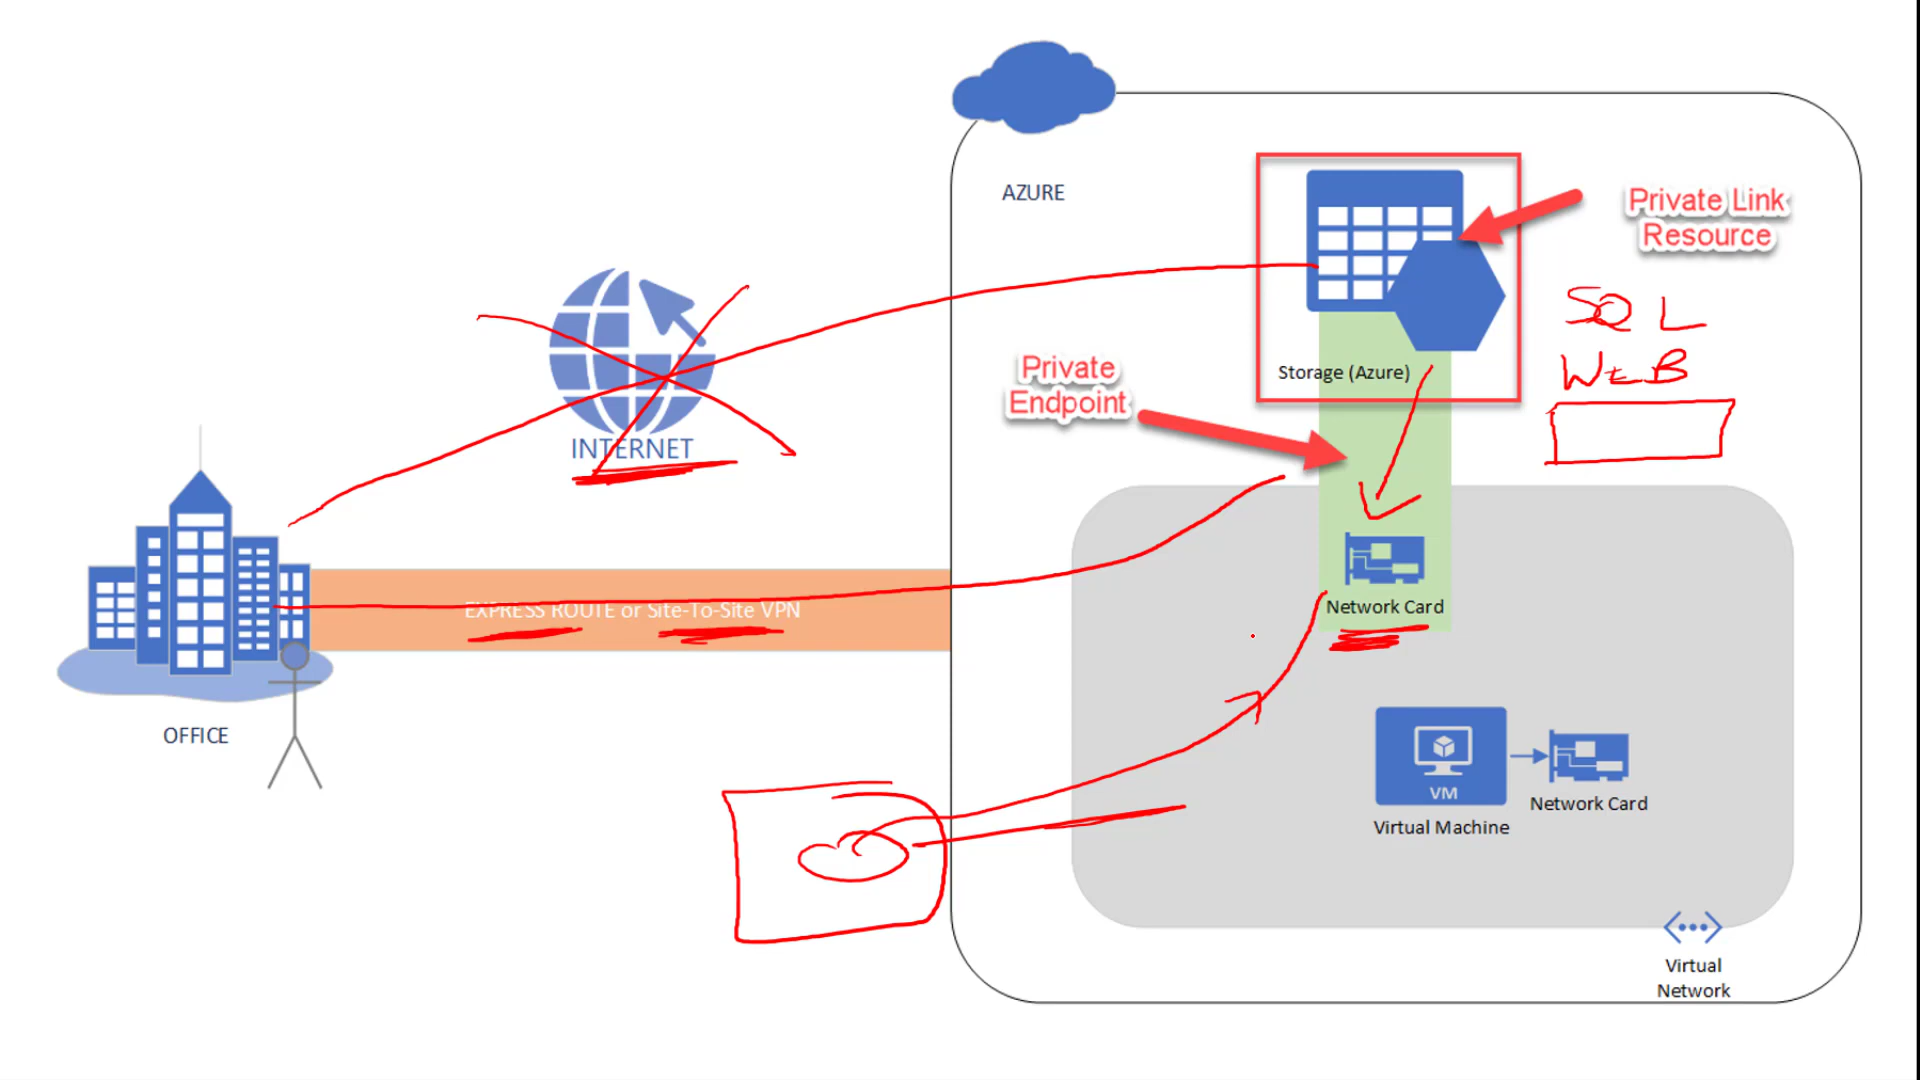 AZURE
Private Link
Resource
SQL
WEB
Private
Endpoint
Storage (Azure)
INTERNET
EXPRESS ROUTE or Site-To-Site VPN
Network Card
OFFICE
VM
Virtual Machine
Network Card
Virtual
Network